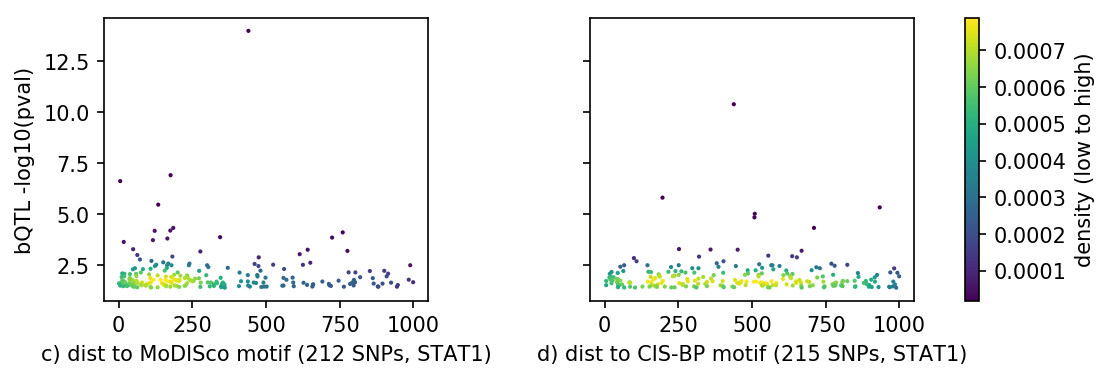 bQTL -log10(pval)
12.5
10.0
7.5
5.0
2.5
0 250 500 750 1000
c) dist to MoDISco motif (212 SNPs, STAT1)
0 250 500 750 1000
d) dist to CIS-BP motif (215 SNPs, STAT1)
0.0007
0.0006
0.0005
0.0004
0.0003
0.0002
0.0001
density (low to high)